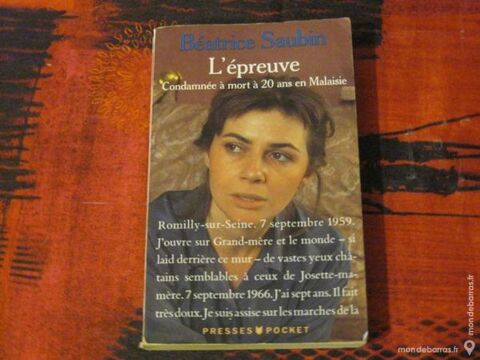 Béatrice Saubin
L'épreuve
Condamnée à mort à 20 ans en Malaisie
Romilly-sur-Seine. 7 septembre 1959.
J'ouvre sur Grand-mère et le monde – si
laid derrière ce mur – de vastes yeux châ-
tains semblables à ceux de Josette-ma-
mère. 7 septembre 1966. J'ai sept ans. Il fait
très doux. Je suis assise sur les marches de la
PRESSES POCKET
mondebarras.fr
mondebarras.fr